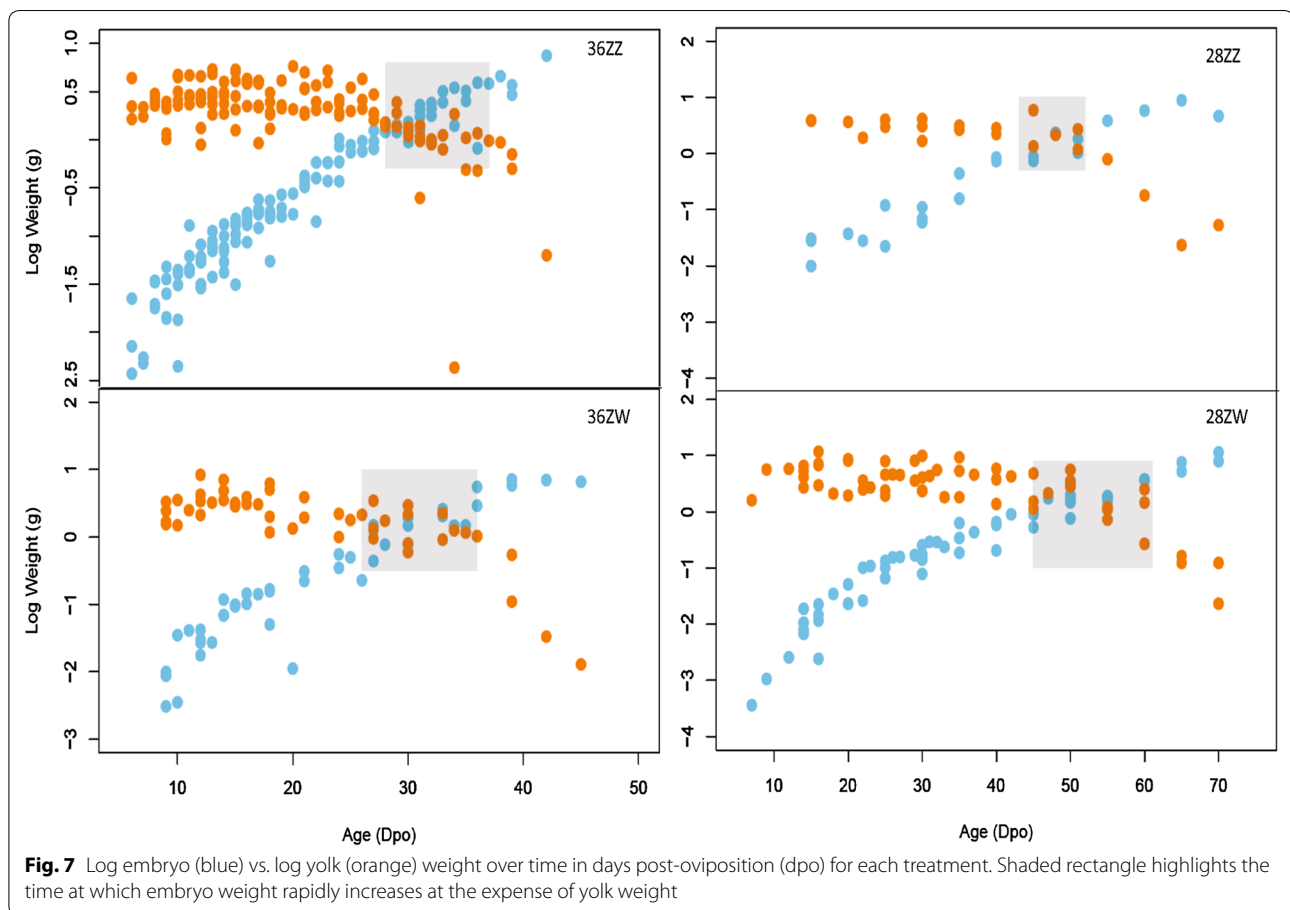 36ZZ
Log Weight (g)
1.0
0.5
−0.5
−1.5
2.5
28ZZ
2
1
0
−1
−2
−3
−4
36ZW
Log Weight (g)
2
1
0
−1
−2
−3
10 20 30 40 50
Age (Dpo)
28ZW
2
1
0
−1
−2
−3
−4
10 20 30 40 50 60 70
Age (Dpo)
Fig. 7 Log embryo (blue) vs. log yolk (orange) weight over time in days post-oviposition (dpo) for each treatment. Shaded rectangle highlights the
time at which embryo weight rapidly increases at the expense of yolk weight